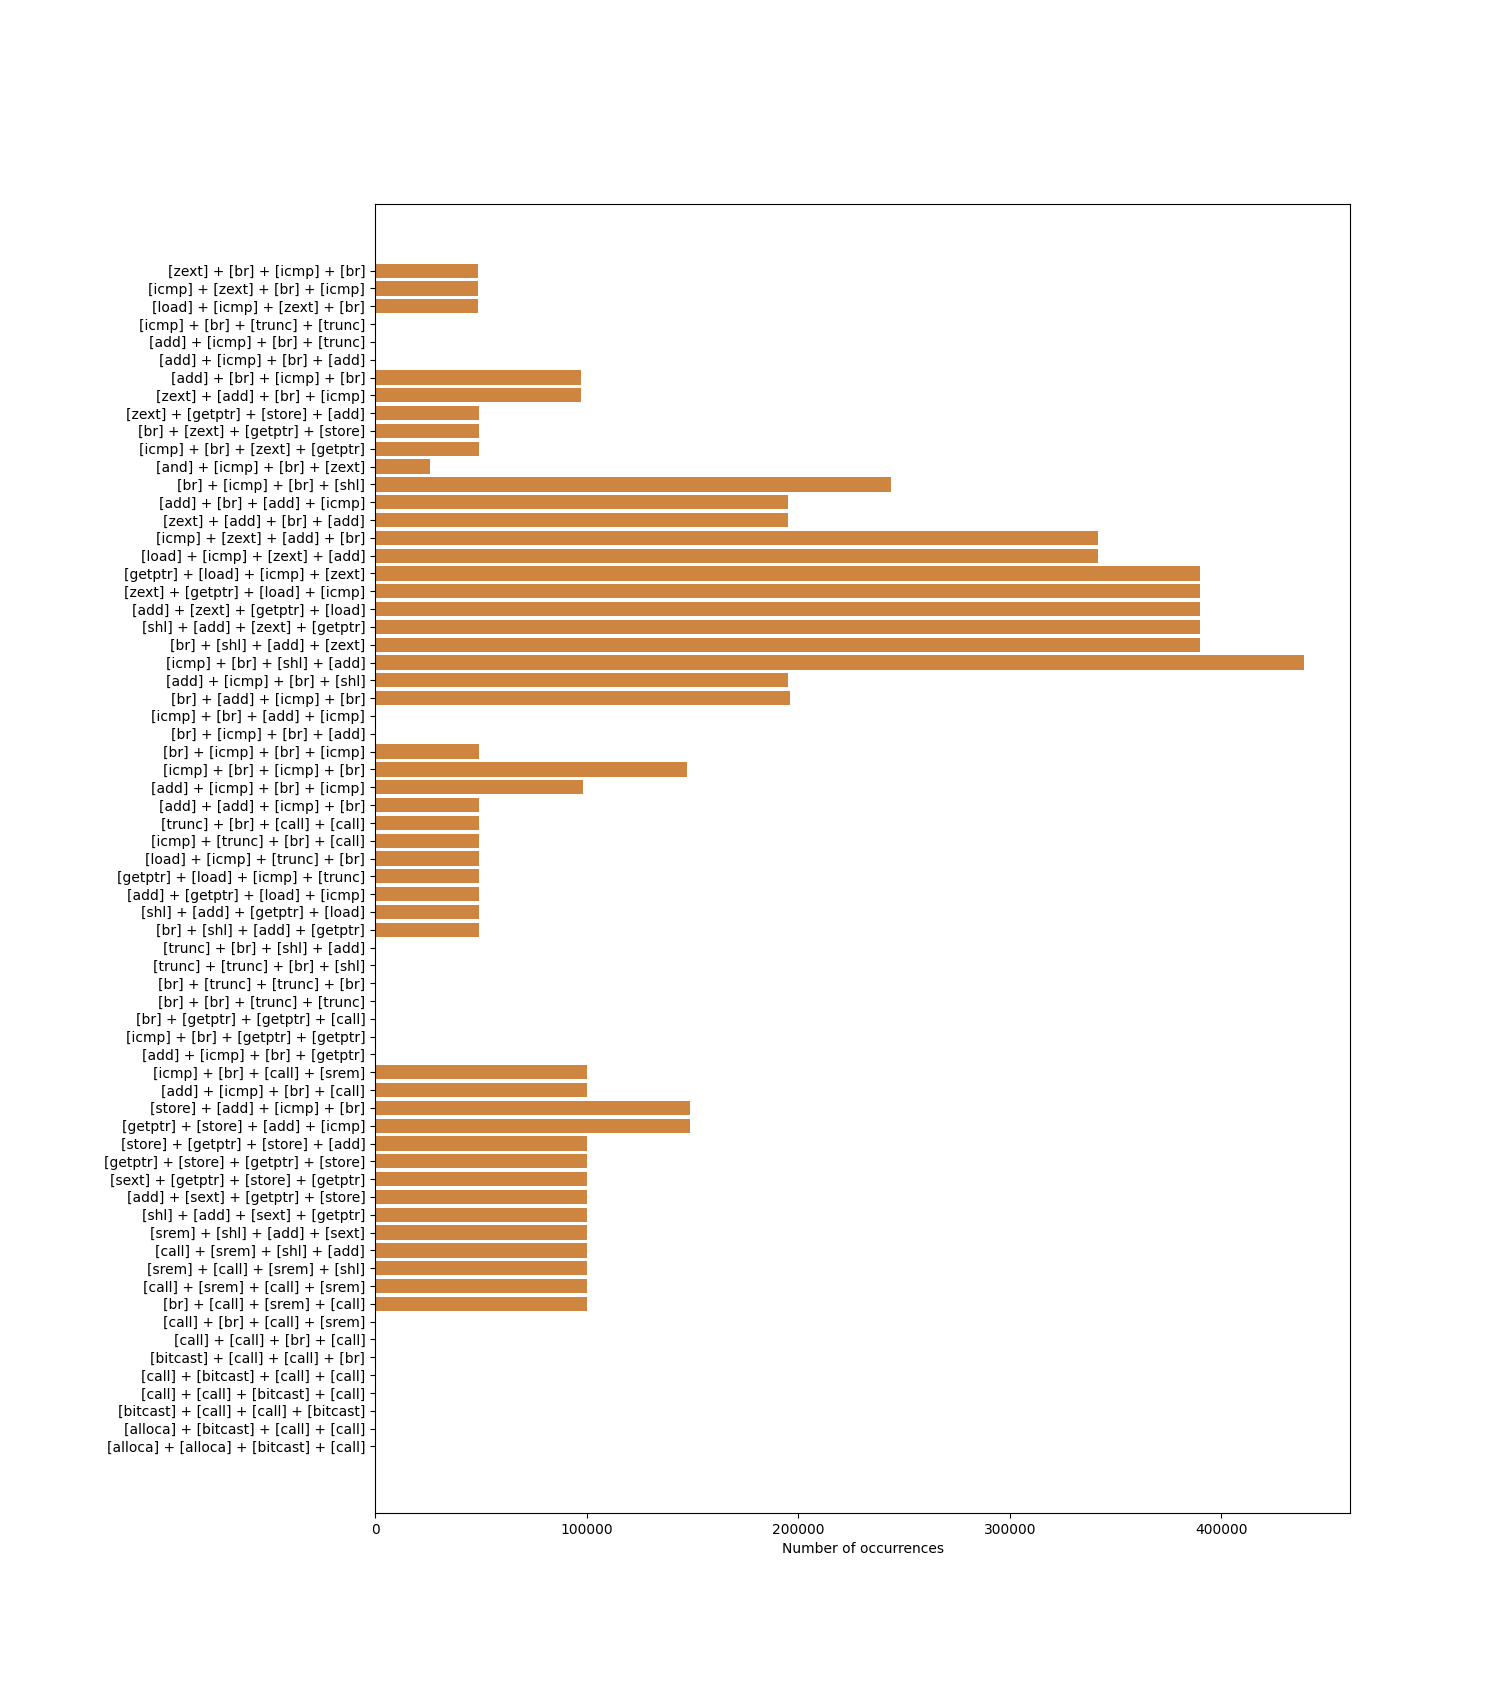 [zext] + [br] + [icmp] + [br]
[icmp] + [zext] + [br] + [icmp]
[load] + [icmp] + [zext] + [br]
[icmp] + [br] + [trunc] + [trunc]
[add] + [icmp] + [br] + [trunc]
[add] + [icmp] + [br] + [add]
[add] + [br] + [icmp] + [br]
[zext] + [add] + [br] + [icmp]
[zext] + [getptr] + [store] + [add]
[br] + [zext] + [getptr] + [store]
[icmp] + [br] + [zext] + [getptr]
[and] + [icmp] + [br] + [zext]
[br] + [icmp] + [br] + [shl]
[add] + [br] + [add] + [icmp]
[zext] + [add] + [br] + [add]
[icmp] + [zext] + [add] + [br]
[load] + [icmp] + [zext] + [add]
[getptr] + [load] + [icmp] + [zext]
[zext] + [getptr] + [load] + [icmp]
[add] + [zext] + [getptr] + [load]
[shl] + [add] + [zext] + [getptr]
[br] + [shl] + [add] + [zext]
[icmp] + [br] + [shl] + [add]
[add] + [icmp] + [br] + [shl]
[br] + [add] + [icmp] + [br]
[icmp] + [br] + [add] + [icmp]
[br] + [icmp] + [br] + [add]
[br] + [icmp] + [br] + [icmp]
[icmp] + [br] + [icmp] + [br]
[add] + [icmp] + [br] + [icmp]
[add] + [add] + [icmp] + [br]
[trunc] + [br] + [call] + [call]
[icmp] + [trunc] + [br] + [call]
[load] + [icmp] + [trunc] + [br]
[getptr] + [load] + [icmp] + [trunc]
[add] + [getptr] + [load] + [icmp]
[shl] + [add] + [getptr] + [load]
[br] + [shl] + [add] + [getptr]
[trunc] + [br] + [shl] + [add]
[trunc] + [trunc] + [br] + [shl]
[br] + [trunc] + [trunc] + [br]
[br] + [br] + [trunc] + [trunc]
[br] + [getptr] + [getptr] + [call]
[icmp] + [br] + [getptr] + [getptr]
[add] + [icmp] + [br] + [getptr]
[icmp] + [br] + [call] + [srem]
[add] + [icmp] + [br] + [call]
[store] + [add] + [icmp] + [br]
[getptr] + [store] + [add] + [icmp]
[store] + [getptr] + [store] + [add]
[getptr] + [store] + [getptr] + [store]
[sext] + [getptr] + [store] + [getptr]
[add] + [sext] + [getptr] + [store]
[shl] + [add] + [sext] + [getptr]
[srem] + [shl] + [add] + [sext]
[call] + [srem] + [shl] + [add]
[srem] + [call] + [srem] + [shl]
[call] + [srem] + [call] + [srem]
[br] + [call] + [srem] + [call]
[call] + [br] + [call] + [srem]
[call] + [call] + [br] + [call]
[bitcast] + [call] + [call] + [br]
[call] + [bitcast] + [call] + [call]
[call] + [call] + [bitcast] + [call]
[bitcast] + [call] + [call] + [bitcast]
[alloca] + [bitcast] + [call] + [call]
[alloca] + [alloca] + [bitcast] + [call]
0 100000 200000 300000 400000
Number of occurrences